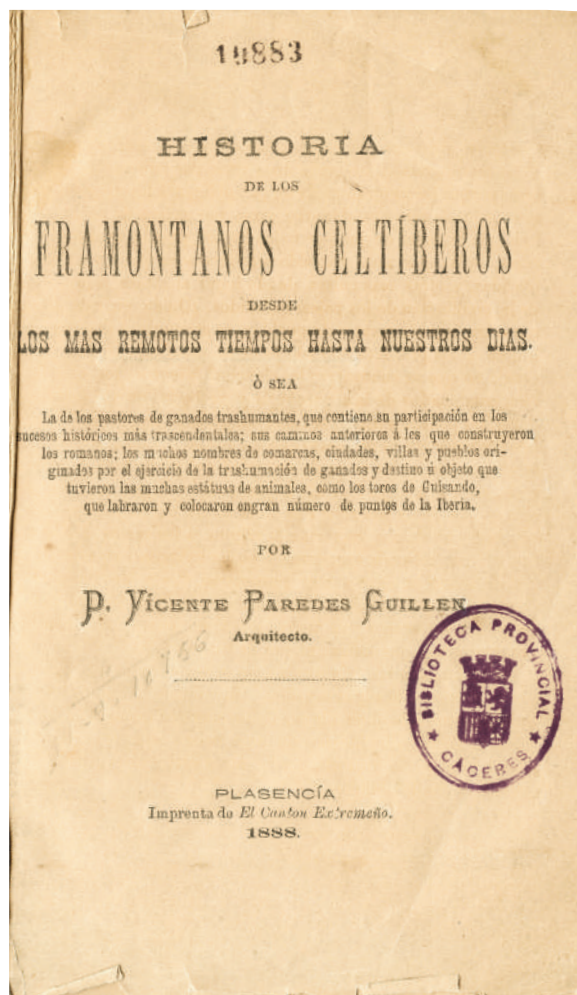 19883
HISTORIA
DE LOS
FRAMONTANOS CELTÍBEROS
DESDE
LOS MAS REMOTOS TIEMPOS HASTA NUESTROS DIAS.
Ò SEA
La de los pastores de ganados trashumantes, que contiene su participación en los
sucesos históricos más trascendentales; sus caminos anteriores á los que construyeron
los romanos; los muchos nombres de comarcas, ciudades, villas y pueblos ori-
ginados por el ejercicio de la trashumación de ganados y destino ú objeto que
tuvieron las muchas estátuas de animales, como los toros de Guisando,
que labraron y colocaron engran número de puntos de la Iberia.
POR
D. VICENTE PAREDES GUILLEN
Arquitecto.
BIBLIOTECA PROVINCIAL
CÁCERES
PLASENCÍA
Imprenta de El Canton Extremeño.
1888.